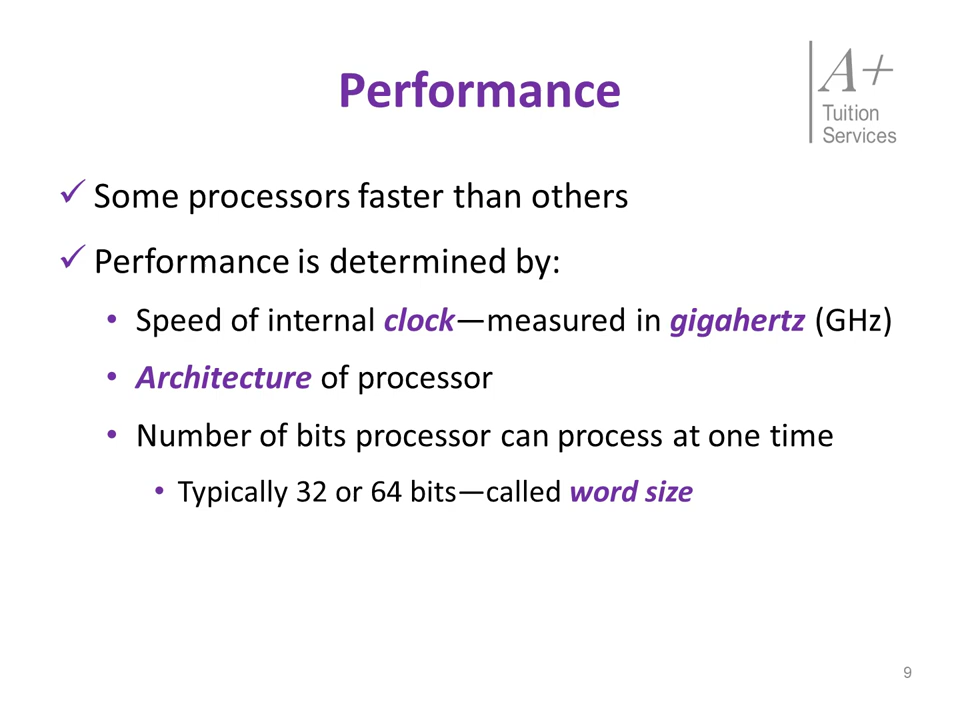 Performance
A+
Tuition
Services
✓ Some processors faster than others
✓ Performance is determined by:
• Speed of internal clock—measured in gigahertz (GHz)
• Architecture of processor
• Number of bits processor can process at one time
• Typically 32 or 64 bits—called word size
9